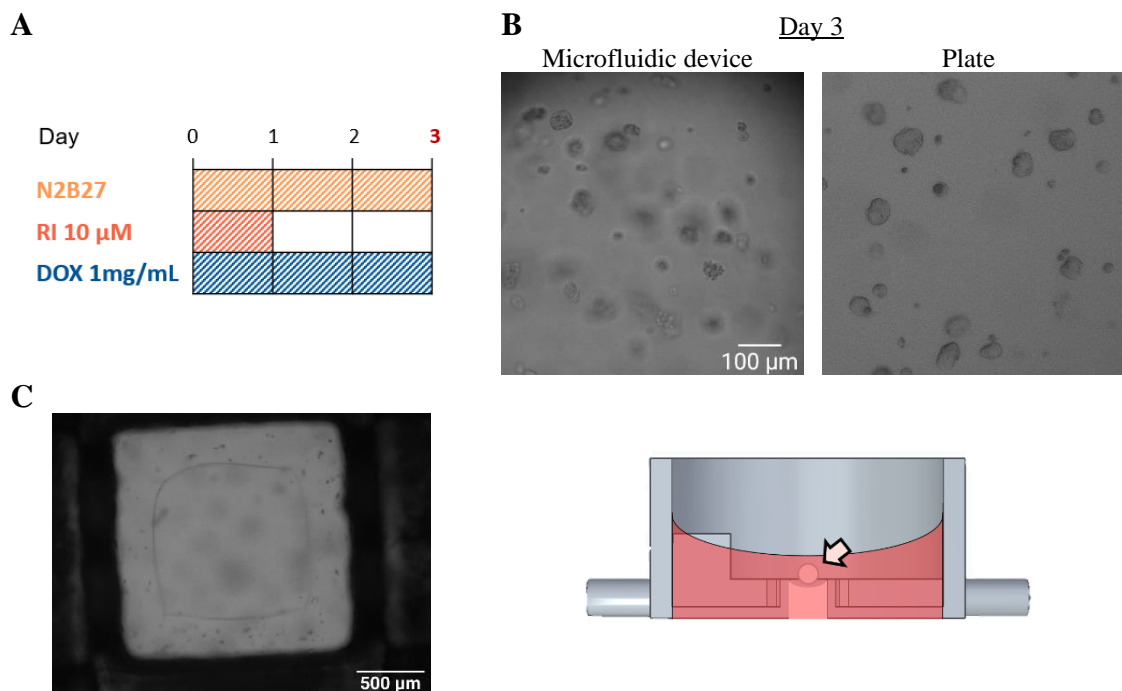 A
Day 0 1 2 3
N2B27
RI 10 µM
DOX 1mg/mL
B
Day 3
Microfluidic device Plate
100 µm
C
500 µm